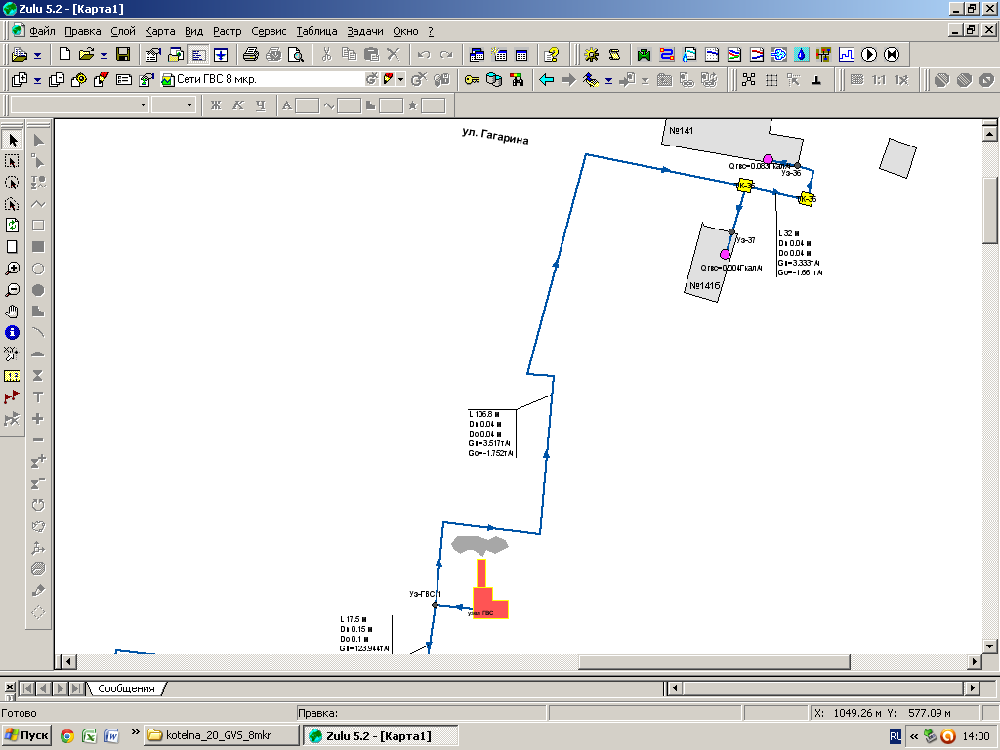 Zulu 5.2 - [Карта1]
Файл Правка Слой Карта Вид Растр Сервис Таблица Задачи Окно ?
Сети ГВС 8 мкр.
1:1
Ж К Ч
ул. Гагарина
№141
Qгвс=0.083Гкал/ч
Уз-36
Уз-37
L 32 м
Dп 0.04 м
Dо 0.04 м
Gп=3.333т/ч
Gо=-1.661т/ч
Qгвс=0.004Гкал/ч
№141б
L 106.8 м
Dп 0.04 м
Dо 0.04 м
Gп=3.517т/ч
Gо=-1.752т/ч
Уз-ГВС-1
узел ГВС
L 17.5 м
Dп 0.15 м
Dо 0.1 м
Gп=123.944т/ч
Сообщения
Готово
Правка:
X: 1049.26 м Y: 577.09 м
Пуск
kotelna_20_GVS_8mkr
Zulu 5.2 - [Карта1]
RU
14:00